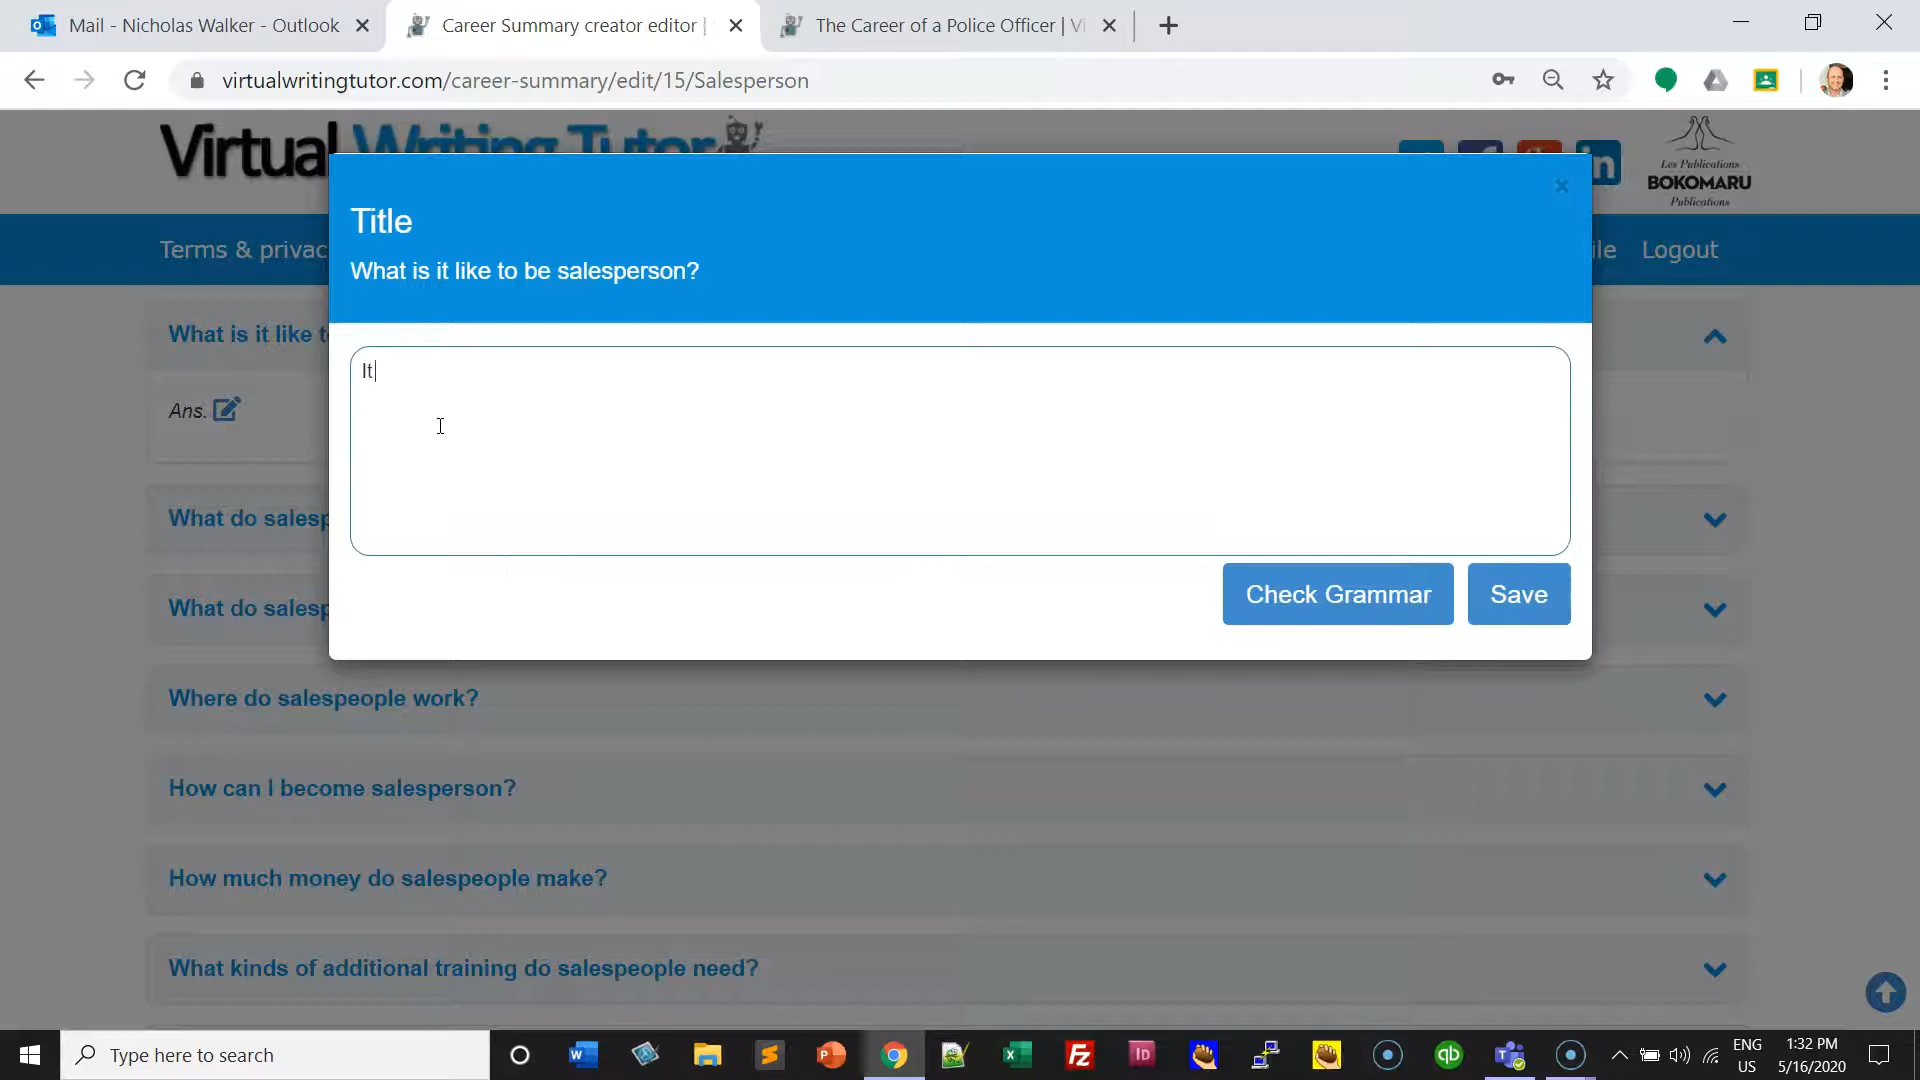 Mail - Nicholas Walker - Outlook
Career Summary creator editor |
The Career of a Police Officer | Vi
virtualwritingtutor.com/career-summary/edit/15/Salesperson
Virtual Writing Tutor
in
Les Publications
BOKOMARU
Publications
Terms & privac
ile
Logout
Title
What is it like to be salesperson?
×
It
Check Grammar
Save
What is it like t
Ans.
What do salesp
What do salesp
Where do salespeople work?
How can I become salesperson?
How much money do salespeople make?
What kinds of additional training do salespeople need?
Type here to search
ENG
US
1:32 PM
5/16/2020